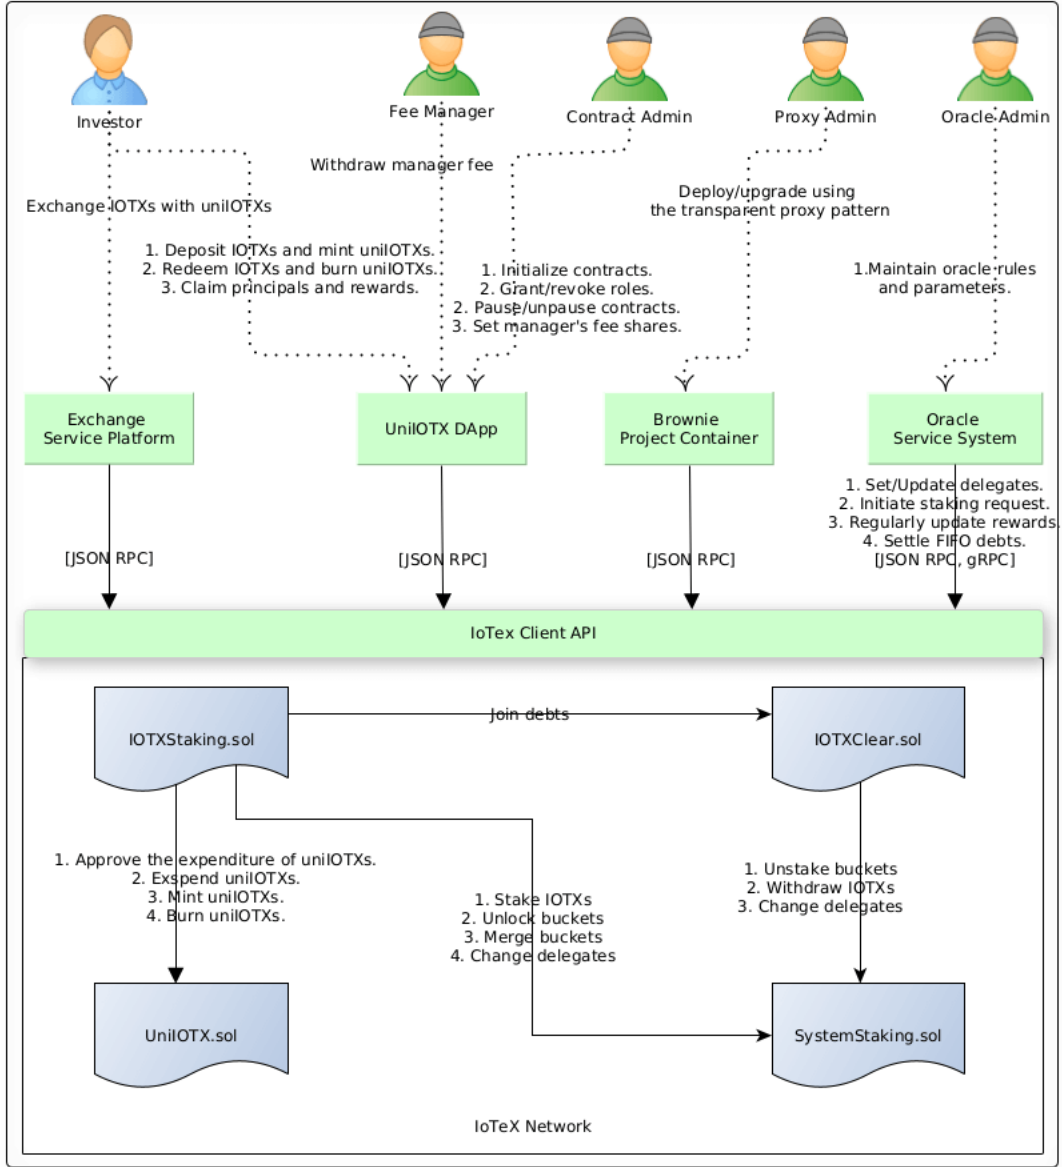 Investor
Fee Manager
Contract Admin
Proxy Admin
Oracle Admin
Withdraw manager fee
Exchange IOTXs with uniIOTXs
Deploy/upgrade using
the transparent proxy pattern
1. Deposit IOTXs and mint uniIOTXs.
2. Redeem IOTXs and burn uniIOTXs.
3. Claim principals and rewards.
1. Initialize contracts.
2. Grant/revoke roles.
2. Pause/unpause contracts.
3. Set manager's fee shares.
1.Maintain oracle rules
and parameters.
Exchange
Service Platform
UniIOTX DApp
Brownie
Project Container
Oracle
Service System
1. Set/Update delegates.
2. Initiate staking request.
3. Regularly update rewards.
4. Settle FIFO debts.
[JSON RPC, gRPC]
[JSON RPC]
[JSON RPC]
[JSON RPC]
IoTex Client API
IOTXStaking.sol
Join debts
IOTXClear.sol
1. Approve the expenditure of uniIOTXs.
2. Exspend uniIOTXs.
3. Mint uniIOTXs.
4. Burn uniIOTXs.
1. Stake IOTXs
2. Unlock buckets
3. Merge buckets
4. Change delegates
1. Unstake buckets
2. Withdraw IOTXs
3. Change delegates
UniIOTX.sol
SystemStaking.sol
IoTeX Network